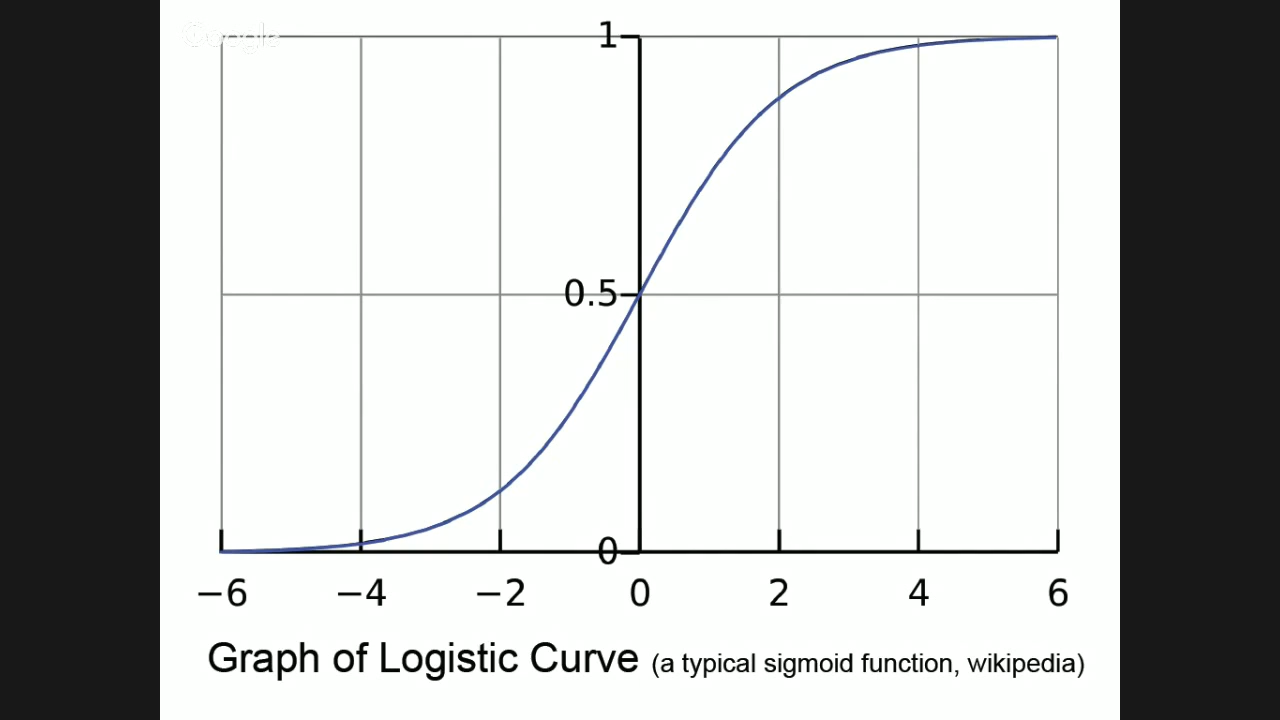 Google
1
0.5
0
−6 −4 −2 0 2 4 6
Graph of Logistic Curve (a typical sigmoid function, wikipedia)